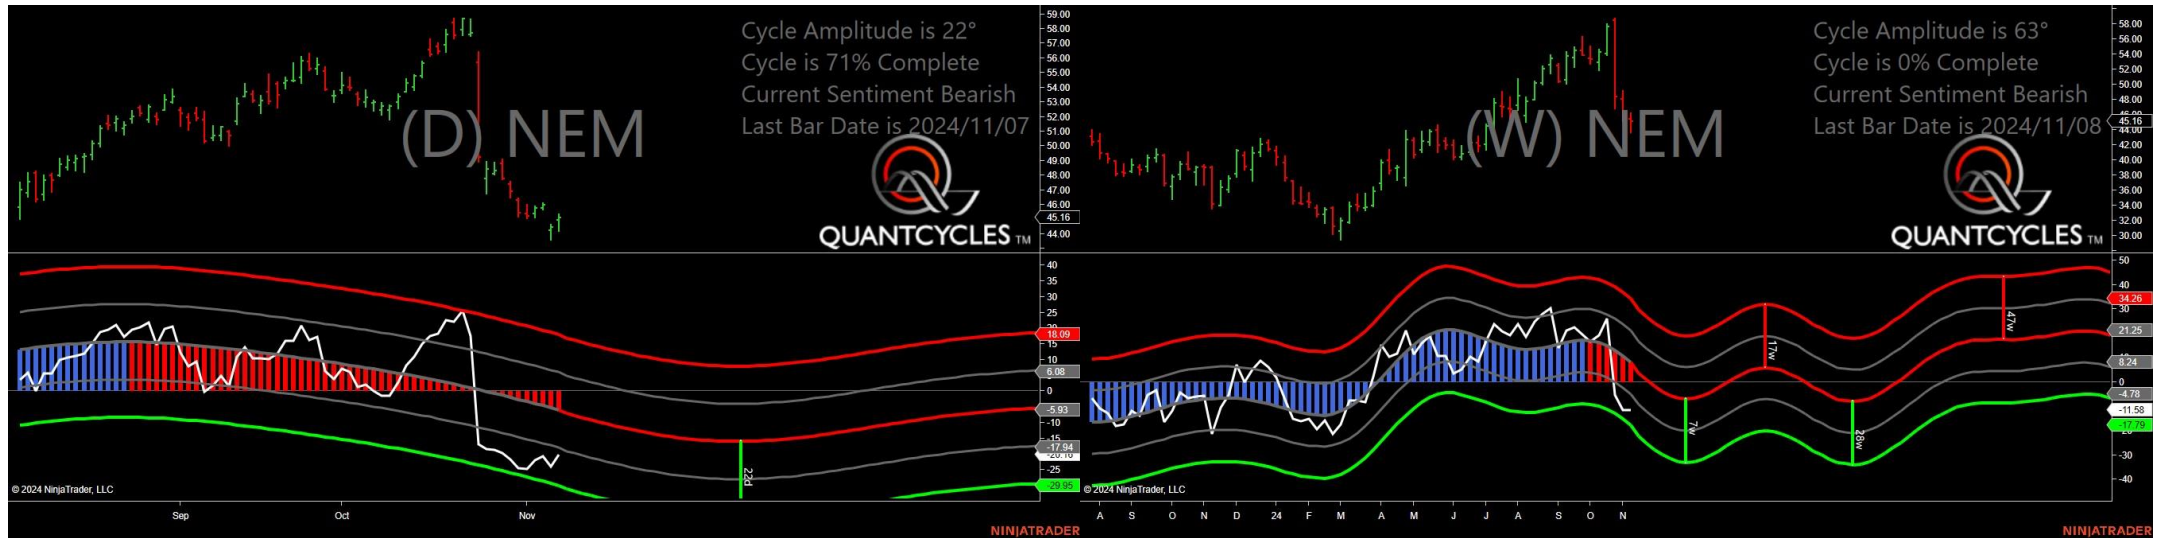 Cycle Amplitude is 22°
Cycle is 71% Complete
Current Sentiment Bearish
Last Bar Date is 2024/11/07
(D) NEM
QUANTCYCLES TM
59.00
58.00
57.00
56.00
55.00
54.00
53.00
52.00
51.00
50.00
49.00
48.00
47.00
46.00
45.16
44.00
40
35
30
25
18.09
15
10
6.08
0
-5.93
-10
-15
-17.94
-25
-29.95
22d
© 2024 NinjaTrader, LLC
Sep
Oct
Nov
NINJATRADER
Cycle Amplitude is 63°
Cycle is 0% Complete
Current Sentiment Bearish
Last Bar Date is 2024/11/08
(W) NEM
QUANTCYCLES TM
58.00
56.00
54.00
52.00
50.00
48.00
45.16
44.00
42.00
40.00
38.00
36.00
34.00
32.00
30.00
50
40
34.26
30
21.25
8.24
0
-4.78
-11.58
-17.79
-30
-40
7w
17w
28w
47w
© 2024 NinjaTrader, LLC
A S O N D 24 F M A M J J A S O N
NINJATRADER